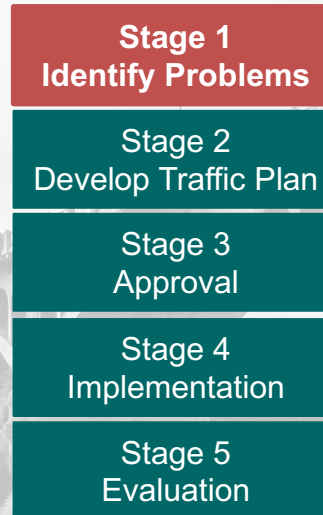 Stage 1
Identify Problems
Stage 2
Develop Traffic Plan
Stage 3
Approval
Stage 4
Implementation
Stage 5
Evaluation